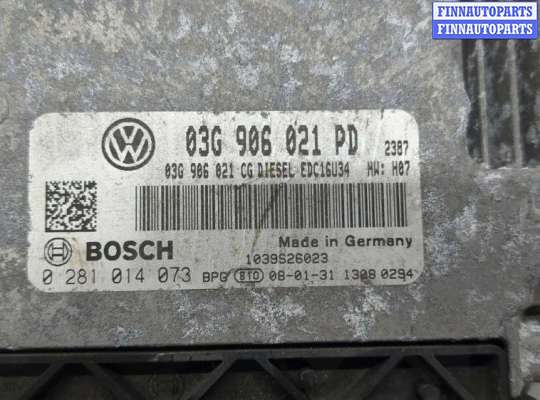 FINNAUTOPARTS
FINNAUTOPARTS
03G 906 021 PD 2387
03G 906 021 CG DIESEL EDC16U34 HW: H07
BOSCH
Made in Germany
1039S26023
0 281 014 073 BPG 810 08-01-31 1308 0294